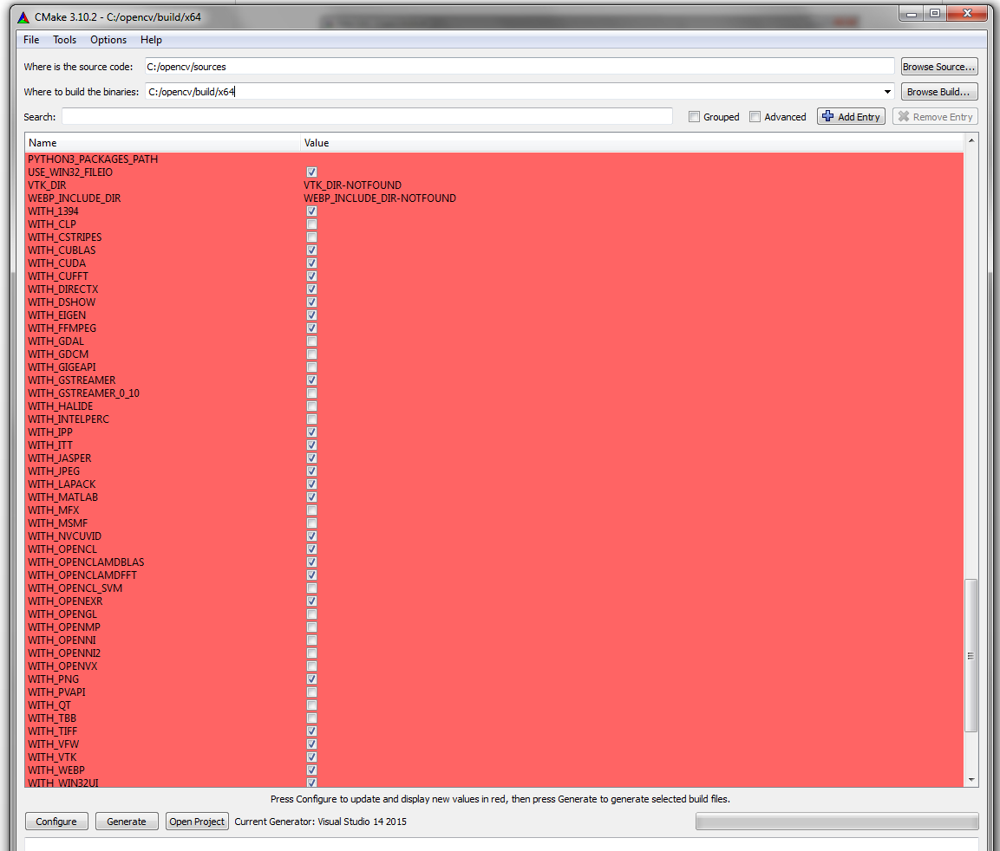 CMake 3.10.2 - C:/opencv/build/x64
File Tools Options Help
Where is the source code: C:/opencv/sources Browse Source...
Where to build the binaries: C:/opencv/build/x64 Browse Build...
Search: Grouped Advanced Add Entry Remove Entry
Name Value
PYTHON3_PACKAGES_PATH
USE_WIN32_FILEIO
VTK_DIR VTK_DIR-NOTFOUND
WEBP_INCLUDE_DIR WEBP_INCLUDE_DIR-NOTFOUND
WITH_1394
WITH_CLP
WITH_CSTRIPES
WITH_CUBLAS
WITH_CUDA
WITH_CUFFT
WITH_DIRECTX
WITH_DSHOW
WITH_EIGEN
WITH_FFMPEG
WITH_GDAL
WITH_GDCM
WITH_GIGEAPI
WITH_GSTREAMER
WITH_GSTREAMER_0_10
WITH_HALIDE
WITH_INTELPERC
WITH_IPP
WITH_ITT
WITH_JASPER
WITH_JPEG
WITH_LAPACK
WITH_MATLAB
WITH_MFX
WITH_MSMF
WITH_NVCUVID
WITH_OPENCL
WITH_OPENCLAMDBLAS
WITH_OPENCLAMDFFT
WITH_OPENCL_SVM
WITH_OPENEXR
WITH_OPENGL
WITH_OPENMP
WITH_OPENNI
WITH_OPENNI2
WITH_OPENVX
WITH_PNG
WITH_PVAPI
WITH_QT
WITH_TBB
WITH_TIFF
WITH_VFW
WITH_VTK
WITH_WEBP
WITH_WIN32UI
Press Configure to update and display new values in red, then press Generate to generate selected build files.
Configure Generate Open Project Current Generator: Visual Studio 14 2015